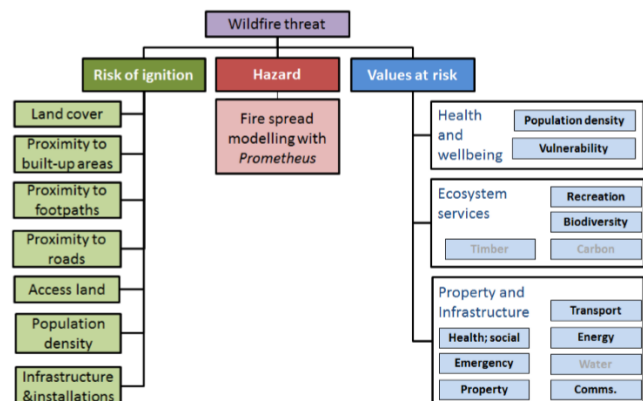 Wildfire threat
Risk of ignition
Hazard
Values at risk
Land cover
Proximity to
built-up areas
Proximity to
footpaths
Proximity to
roads
Access land
Population
density
Infrastructure
&installations
Fire spread
modelling with
Prometheus
Health
and
wellbeing
Population density
Vulnerability
Ecosystem
services
Recreation
Biodiversity
Timber
Carbon
Property and
Infrastructure
Transport
Health; social
Energy
Emergency
Water
Property
Comms.